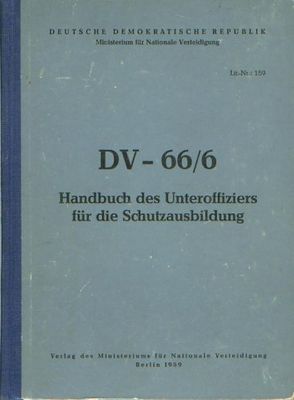 DEUTSCHE DEMOKRATISCHE REPUBLIK
Ministerium für Nationale Verteidigung
Lit-Nr.: 159
DV – 66/6
Handbuch des Unteroffiziers
für die Schutzausbildung
Verlag des Ministeriums für Nationale Verteidigung
Berlin 1959